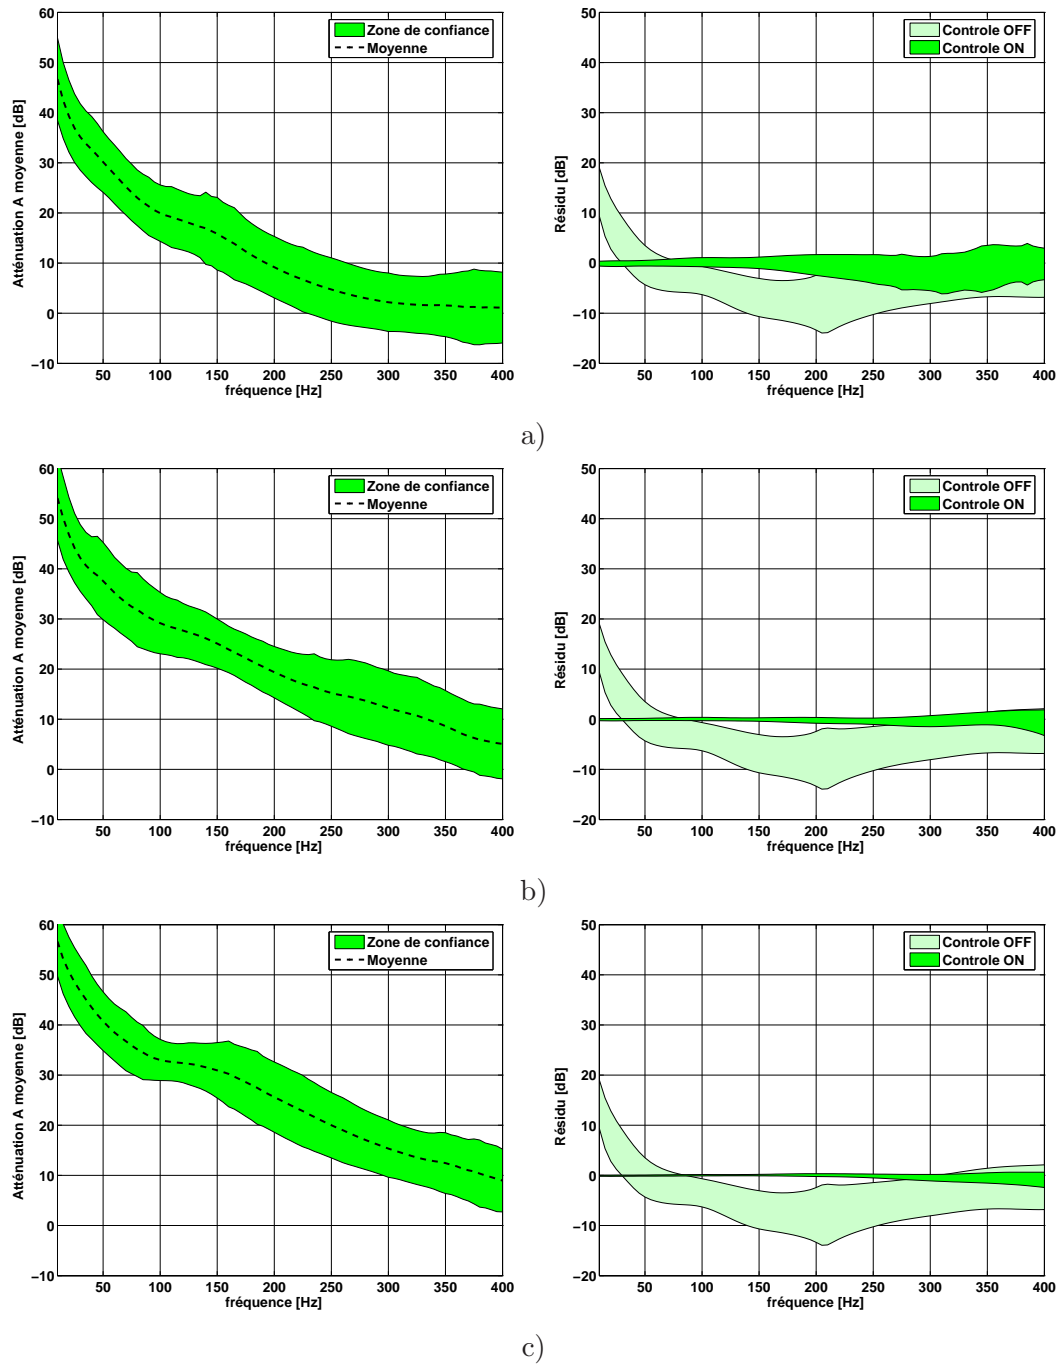 60
50
40
30
20
10
0
−10
Atténuation A moyenne [dB]
50 100 150 200 250 300 350 400
fréquence [Hz]
Zone de confiance
Moyenne
50
40
30
20
10
0
−10
−20
Résidu [dB]
50 100 150 200 250 300 350 400
fréquence [Hz]
Controle OFF
Controle ON
a)
60
50
40
30
20
10
0
−10
Atténuation A moyenne [dB]
50 100 150 200 250 300 350 400
fréquence [Hz]
Zone de confiance
Moyenne
50
40
30
20
10
0
−10
−20
Résidu [dB]
50 100 150 200 250 300 350 400
fréquence [Hz]
Controle OFF
Controle ON
b)
60
50
40
30
20
10
0
−10
Atténuation A moyenne [dB]
50 100 150 200 250 300 350 400
fréquence [Hz]
Zone de confiance
Moyenne
50
40
30
20
10
0
−10
−20
Résidu [dB]
50 100 150 200 250 300 350 400
fréquence [Hz]
Controle OFF
Controle ON
c)